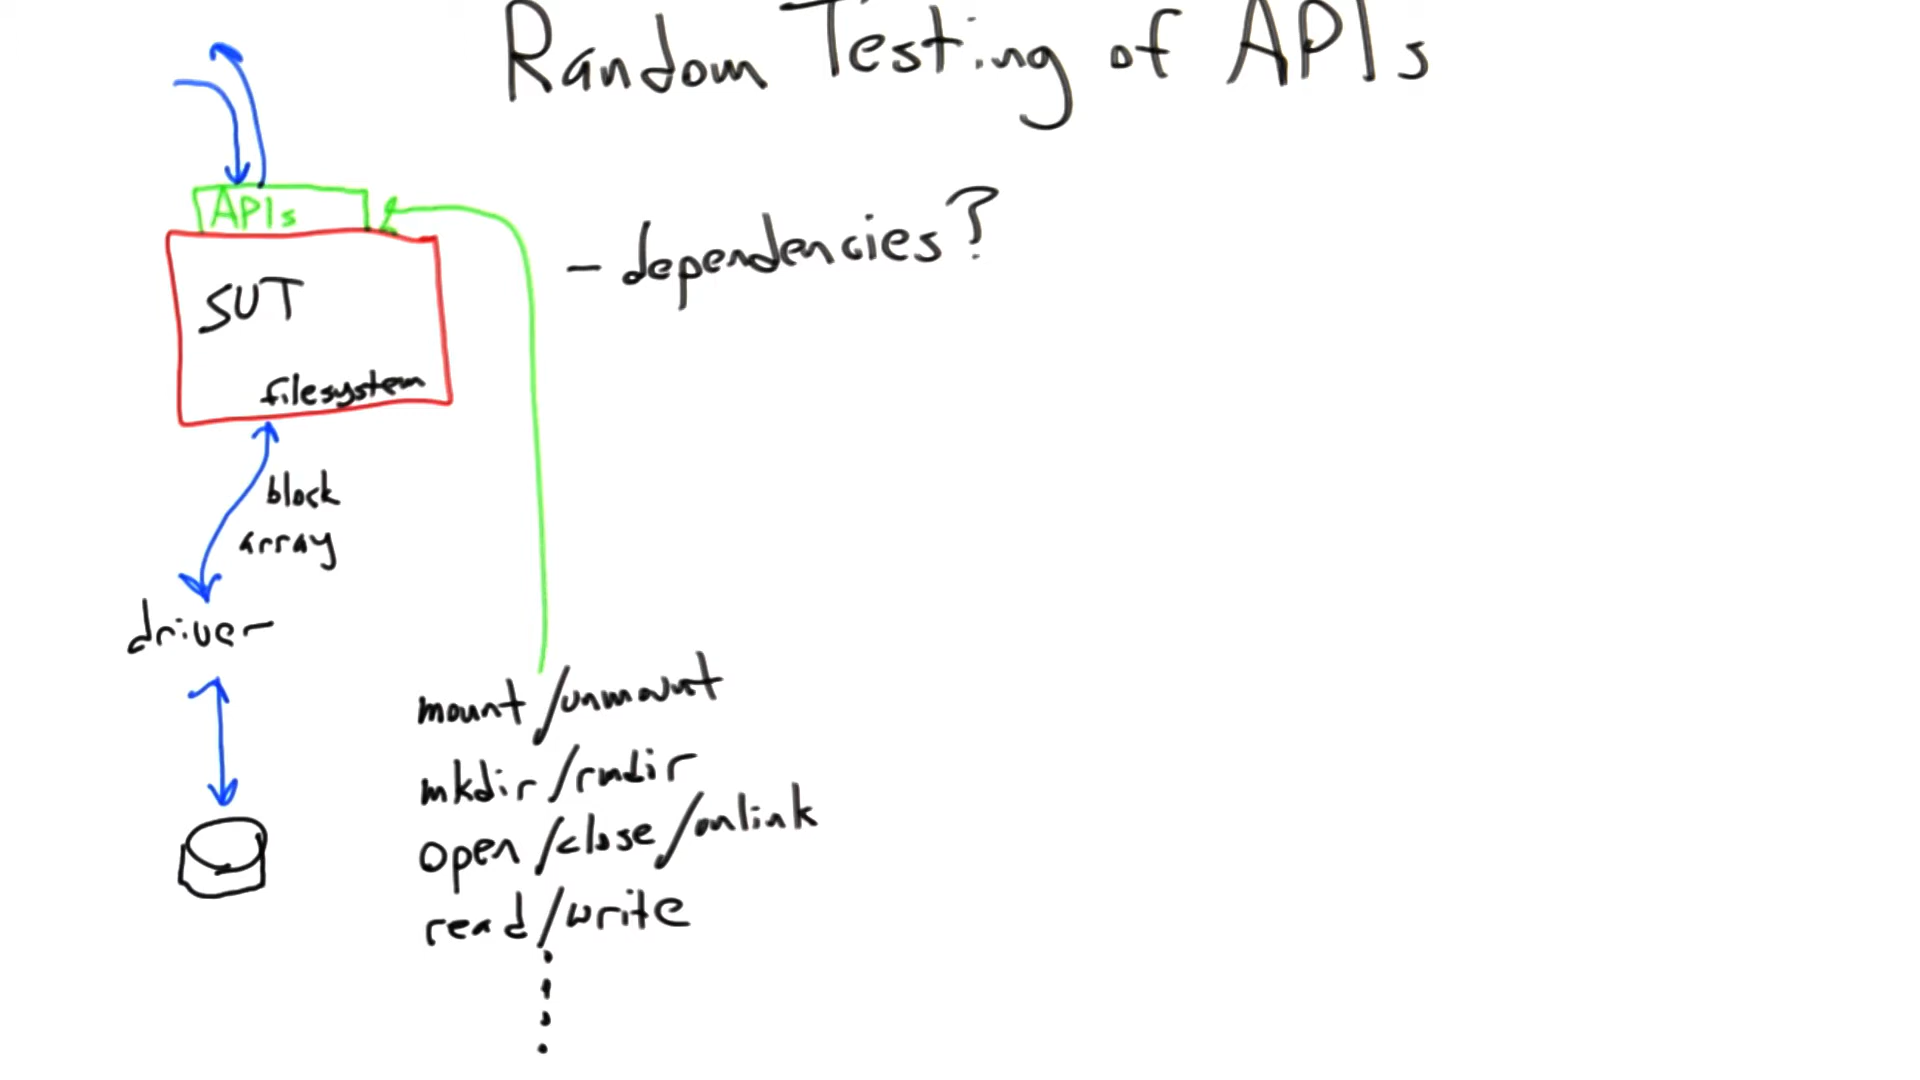 Random Testing of APIs
APIs
- dependencies?
SUT
filesystem
block
array
driver
mount/unmount
mkdir/rmdir
open/close/unlink
read/write